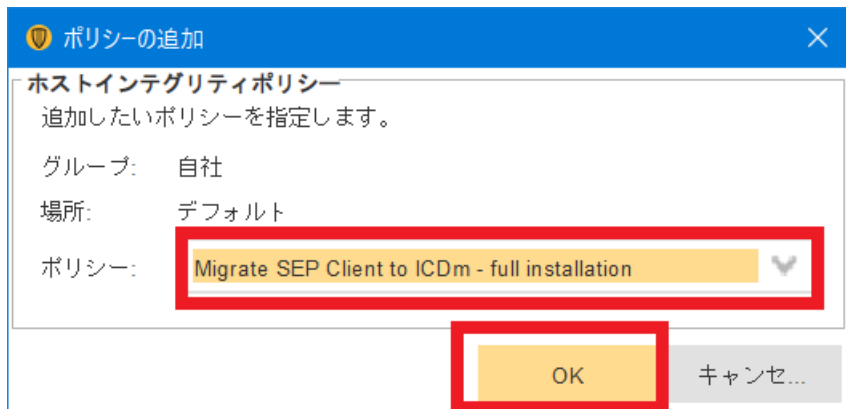 ポリシーの追加
ホストインテグリティポリシー
追加したいポリシーを指定します。
グループ: 自社
場所: デフォルト
ポリシー: Migrate SEP Client to ICDm - full installation
OK キャンセ...